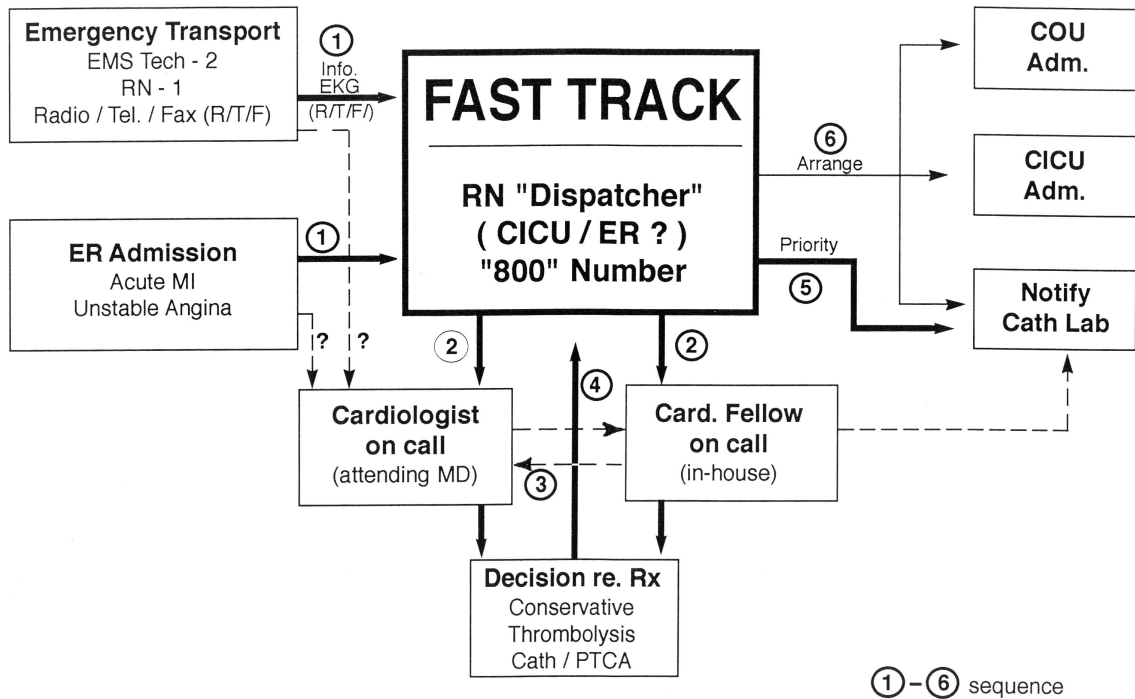 Emergency Transport
EMS Tech - 2
RN - 1
Radio / Tel. / Fax (R/T/F)
1
Info.
EKG
(R/T/F/)
FAST TRACK
RN "Dispatcher"
( CICU / ER ? )
"800" Number
ER Admission
Acute MI
Unstable Angina
1
?
?
6
Arrange
Priority
5
COU
Adm.
CICU
Adm.
Notify
Cath Lab
2
2
4
Cardiologist
on call
(attending MD)
3
Card. Fellow
on call
(in-house)
Decision re. Rx
Conservative
Thrombolysis
Cath / PTCA
1 - 6 sequence